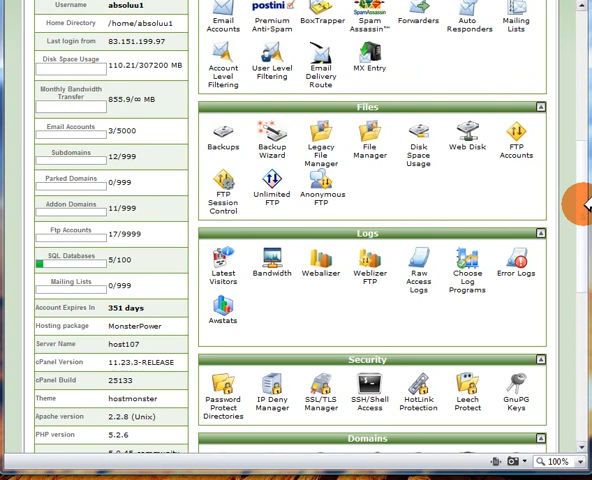 Username absoluu1
Home Directory /home/absoluu1
Last login from 83.151.199.97
Disk Space Usage 110.21/307200 MB
Monthly Bandwidth Transfer 855.9/∞ MB
Email Accounts 3/5000
Subdomains 12/999
Parked Domains 0/999
Addon Domains 11/999
Ftp Accounts 17/9999
SQL Databases 5/100
Mailing Lists 0/999
Account Expires In 351 days
Hosting package MonsterPower
Server Name host107
cPanel Version 11.23.3-RELEASE
cPanel Build 25133
Theme hostmonster
Apache version 2.2.8 (Unix)
PHP version 5.2.6
postini
SpamAssassin
Email Accounts
Premium Anti-Spam
BoxTrapper
Spam Assassin™
Forwarders
Auto Responders
Mailing Lists
Account Level Filtering
User Level Filtering
Email Delivery Route
MX Entry
Files
Backups
Backup Wizard
Legacy File Manager
File Manager
Disk Space Usage
Web Disk
FTP Accounts
FTP Session Control
Unlimited FTP
Anonymous FTP
Logs
Latest Visitors
Bandwidth
Webalizer
Weblizer FTP
Raw Access Logs
Choose Log Programs
Error Logs
Awstats
Security
Password Protect Directories
IP Deny Manager
SSL/TLS Manager
SSH/Shell Access
HotLink Protection
Leech Protect
GnuPG Keys
Domains
100%